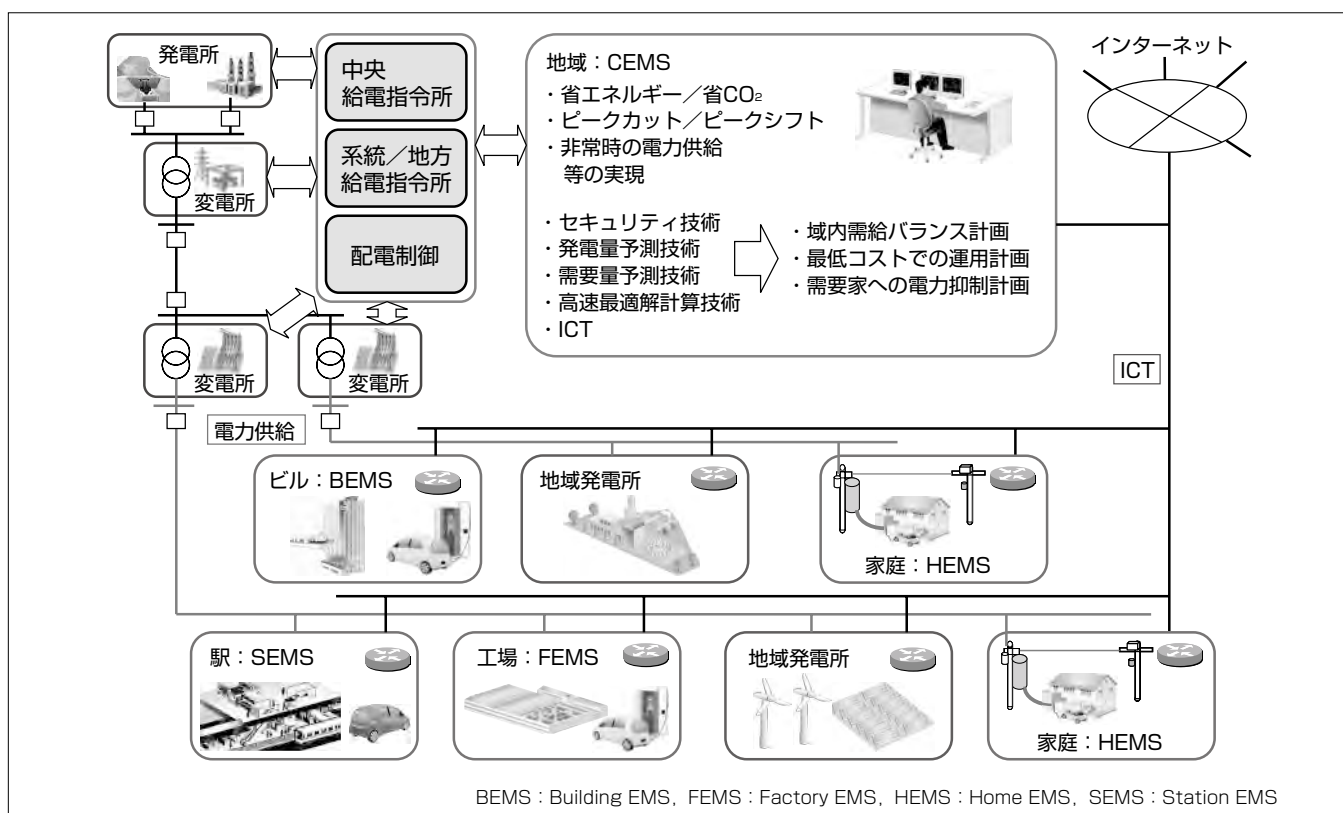 発電所
中央
給電指令所
系統／地方
給電指令所
配電制御
変電所
変電所
変電所
電力供給
地域：CEMS
・省エネルギー／省CO₂
・ピークカット／ピークシフト
・非常時の電力供給
等の実現
・セキュリティ技術
・発電量予測技術
・需要量予測技術
・高速最適解計算技術
・ICT
・域内需給バランス計画
・最低コストでの運用計画
・需要家への電力抑制計画
インターネット
ICT
ビル：BEMS
地域発電所
家庭：HEMS
駅：SEMS
工場：FEMS
地域発電所
家庭：HEMS
BEMS：Building EMS，FEMS：Factory EMS，HEMS：Home EMS，SEMS：Station EMS